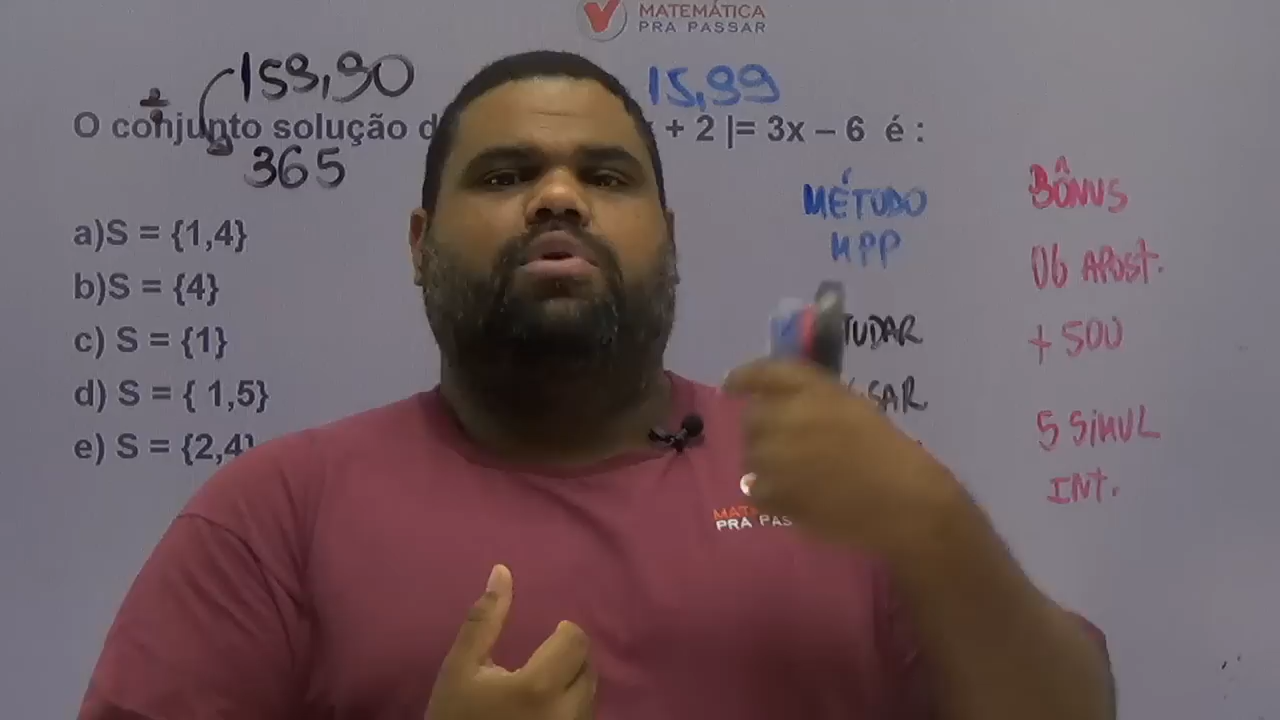 MATEMÁTICA
PRA PASSAR
159,90
15,99
÷
O conjunto solução d + 2 |= 3x – 6 é :
365
a)S = {1,4}
b)S = {4}
c) S = {1}
d) S = { 1,5}
e) S = {2,4}
MÉTODO
MPP
TUDAR
SAR
BÔNUS
06 APOST.
+ 500
5 SIMUL
INT.
MAT
PRA PAS